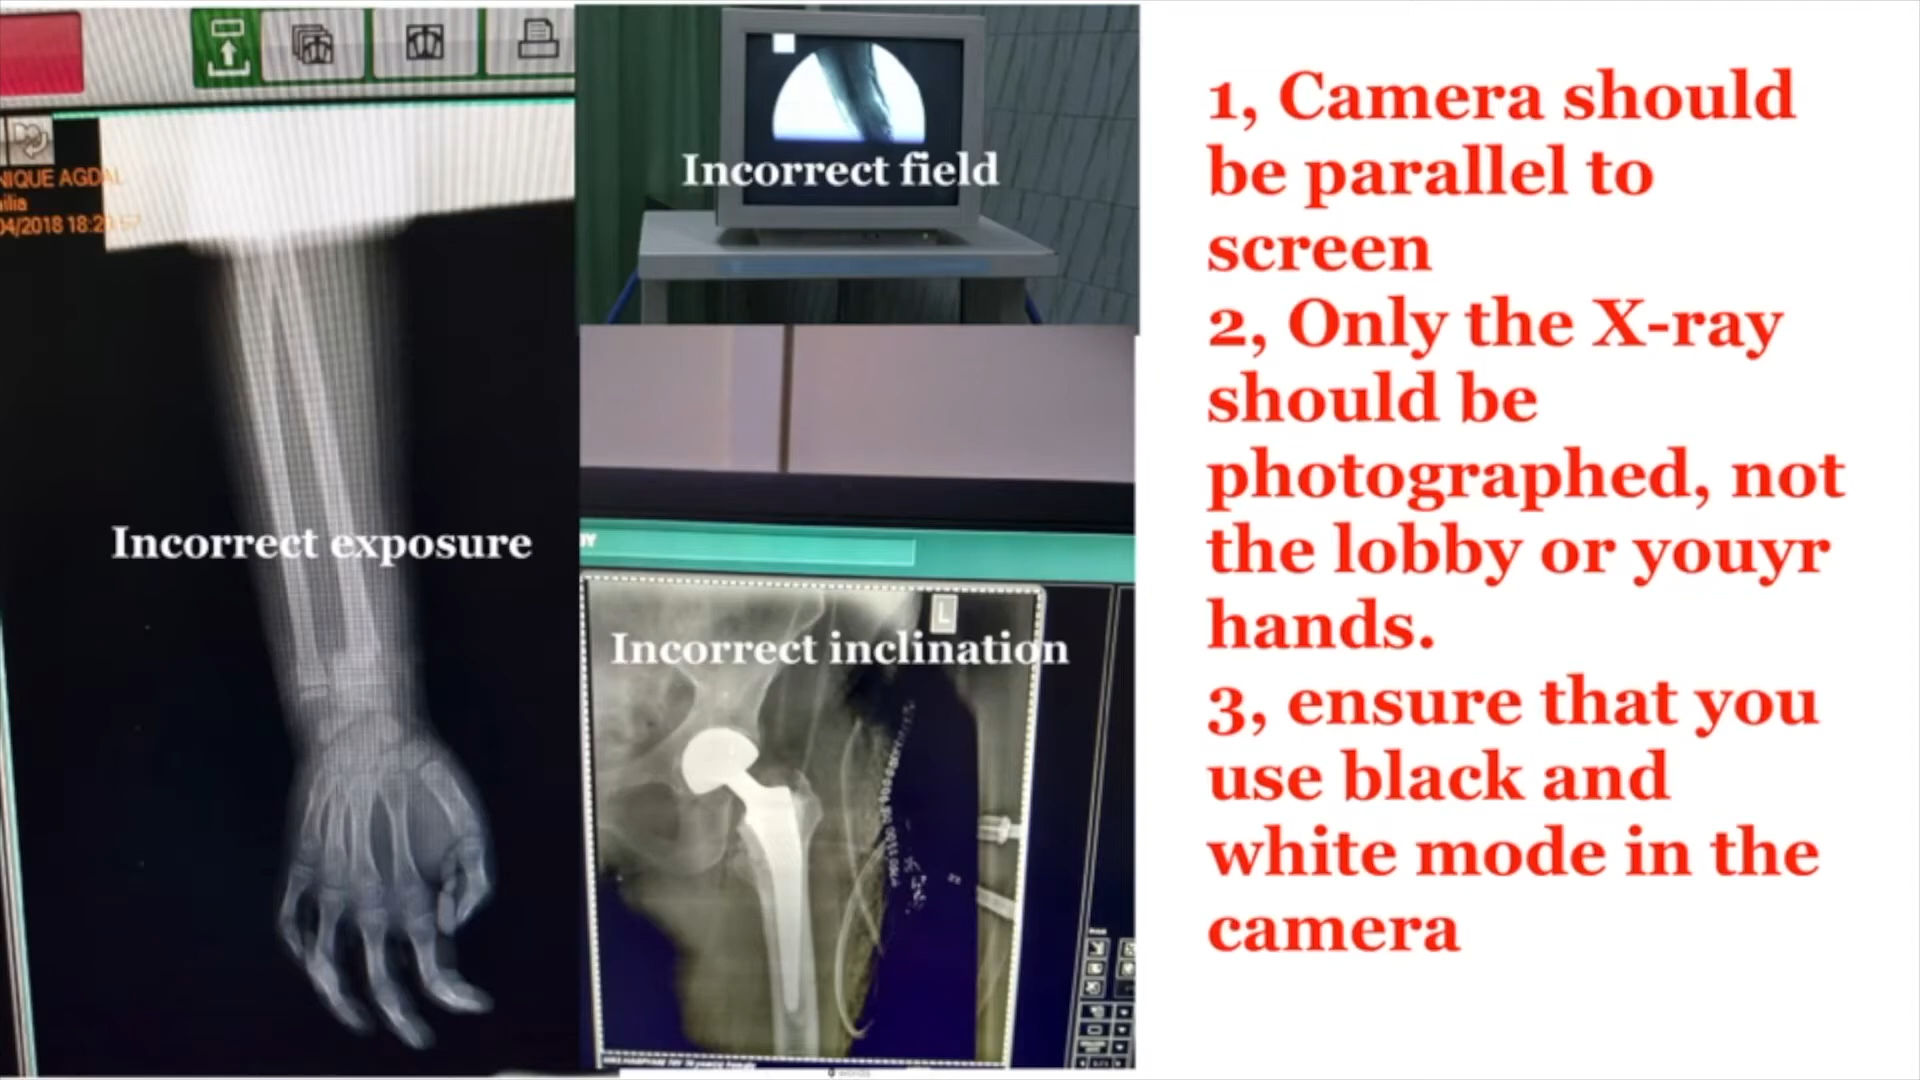 NIQUE AGDAL
ilia
04/2018 18:20
Incorrect exposure
Incorrect field
Incorrect inclination
L
1, Camera should
be parallel to
screen
2, Only the X-ray
should be
photographed, not
the lobby or youyr
hands.
3, ensure that you
use black and
white mode in the
camera